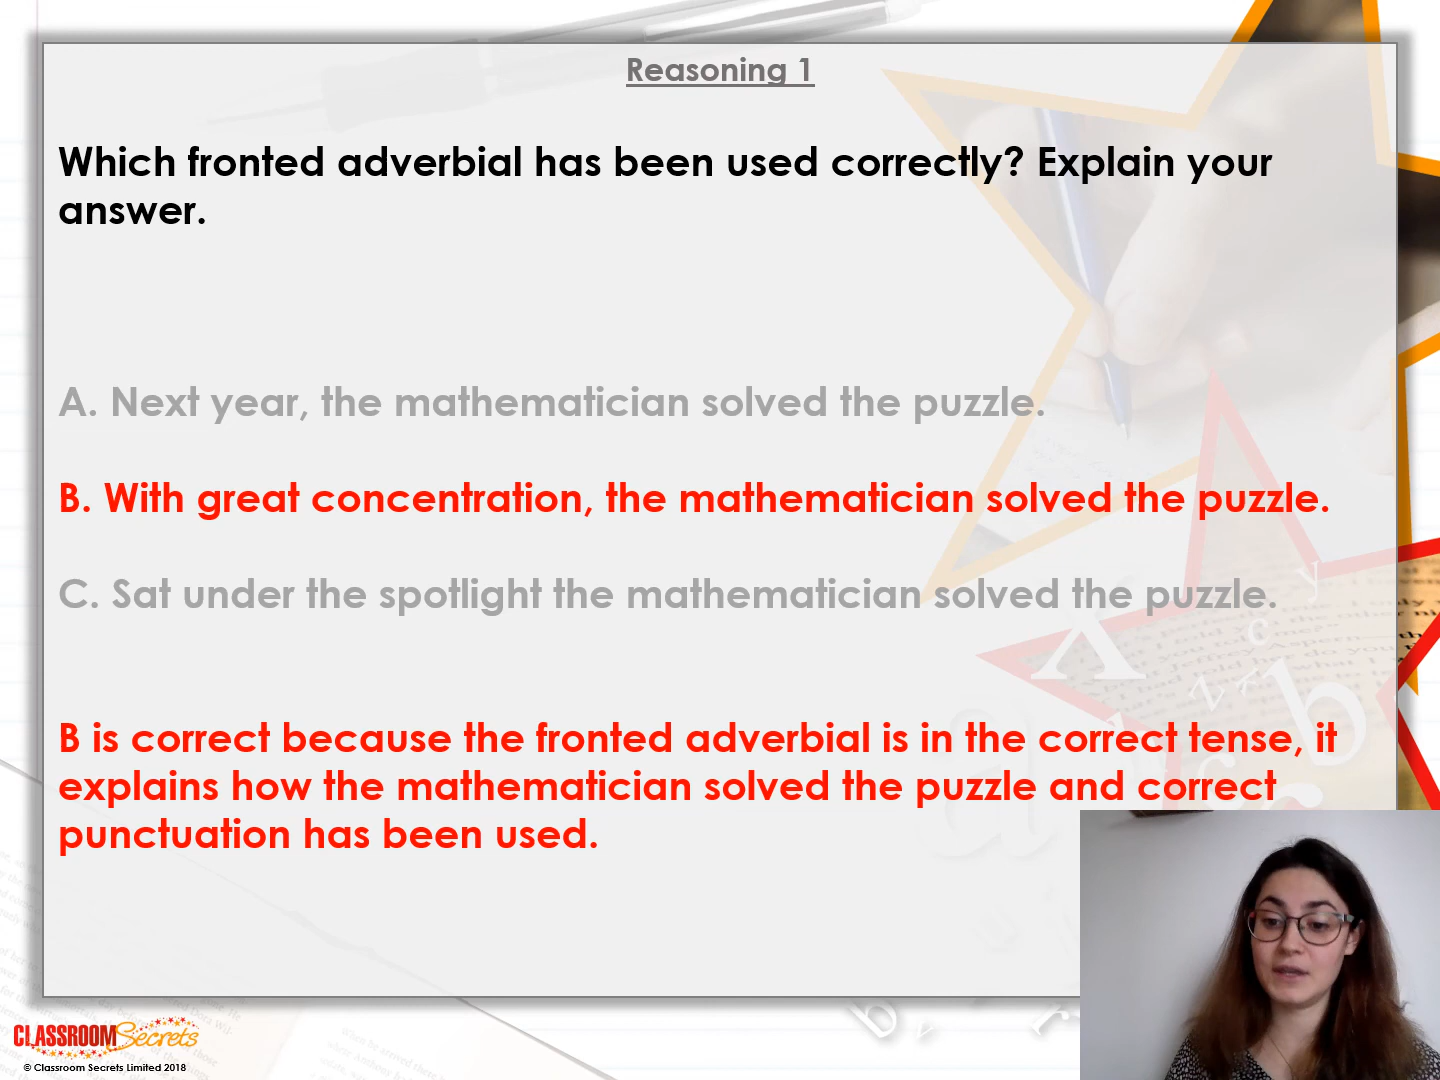 Reasoning 1
Which fronted adverbial has been used correctly? Explain your
answer.
A. Next year, the mathematician solved the puzzle.
B. With great concentration, the mathematician solved the puzzle.
C. Sat under the spotlight the mathematician solved the puzzle.
B is correct because the fronted adverbial is in the correct tense, it
explains how the mathematician solved the puzzle and correct
punctuation has been used.
CLASSROOM Secrets
© Classroom Secrets Limited 2018